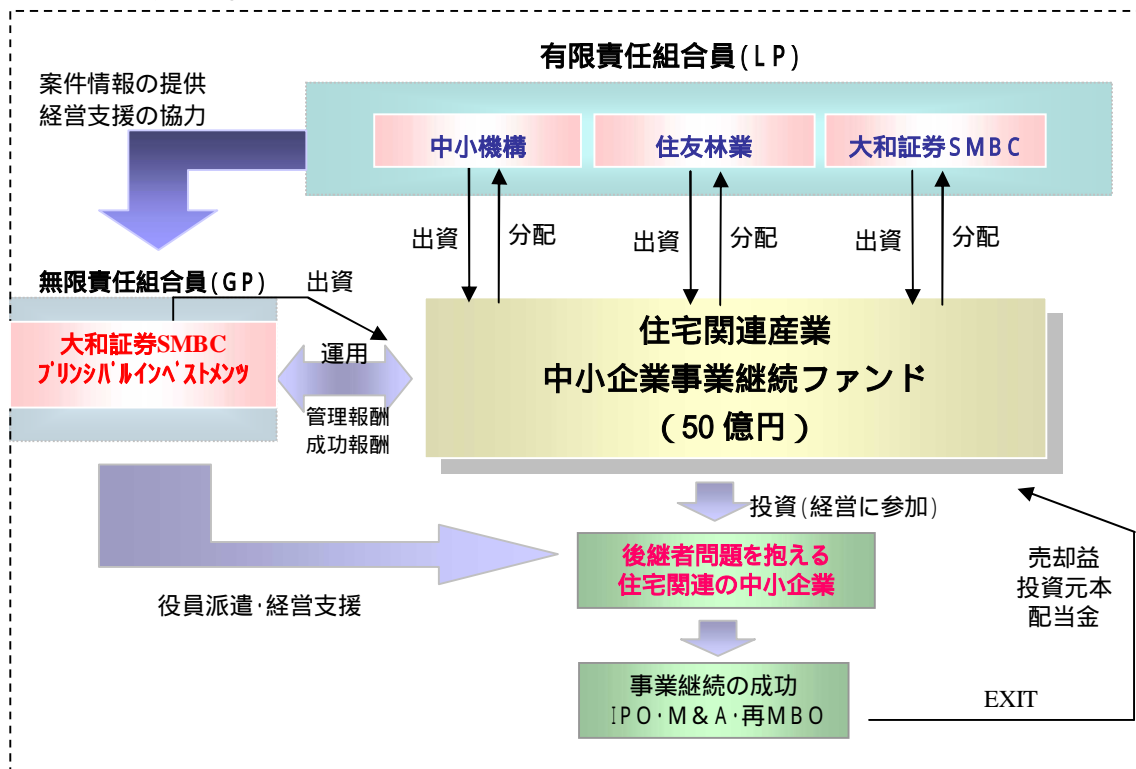 有限責任組合員(LP)
案件情報の提供
経営支援の協力
中小機構
住友林業
大和証券SMBC
出資
分配
出資
分配
出資
分配
無限責任組合員(GP)
出資
大和証券SMBC
プリンシパルインベストメンツ
運用
管理報酬
成功報酬
住宅関連産業
中小企業事業継続ファンド
(50億円)
投資(経営に参加)
後継者問題を抱える
住宅関連の中小企業
役員派遣・経営支援
売却益
投資元本
配当金
事業継続の成功
IPO・M&A・再MBO
EXIT